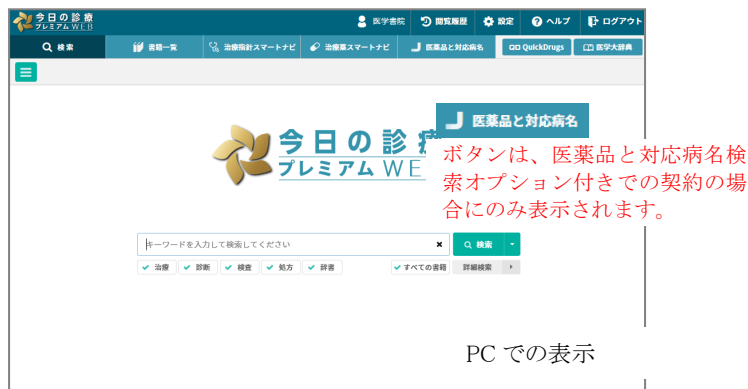 今日の診療
プレミアム WEB
医学書院 閲覧履歴 設定 ヘルプ ログアウト
検索 書籍一覧 治療指針スマートナビ 治療薬スマートナビ 医薬品と対応病名 QuickDrugs 医学大辞典
医薬品と対応病名
今日の診療
プレミアム WE
ボタンは、医薬品と対応病名検
索オプション付きでの契約の場
合にのみ表示されます。
キーワードを入力して検索してください 検索
治療 診断 検査 処方 辞書 すべての書籍 詳細検索
PC での表示